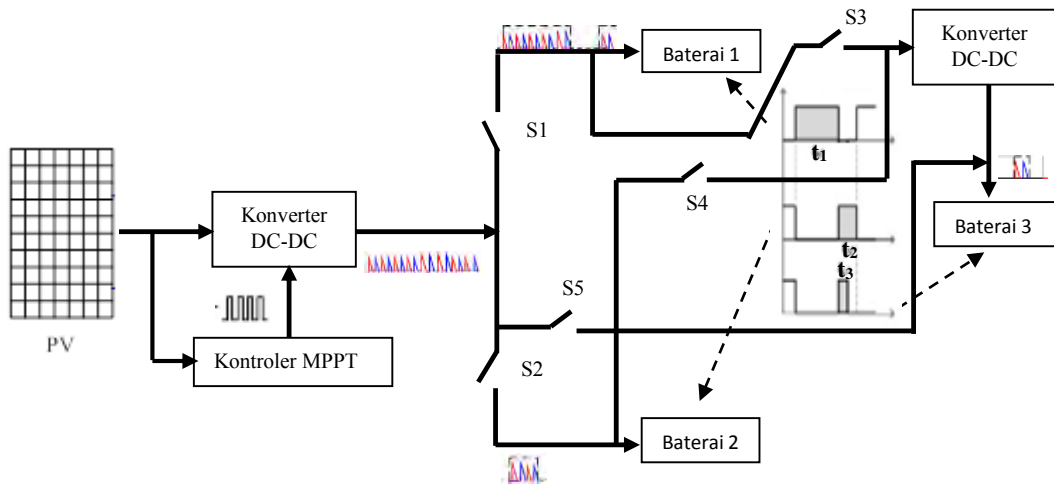 S3
Konverter
DC-DC
Baterai 1
S1
t1
S4
Konverter
DC-DC
Baterai 3
t2
t3
S5
PV
Kontroler MPPT
S2
Baterai 2